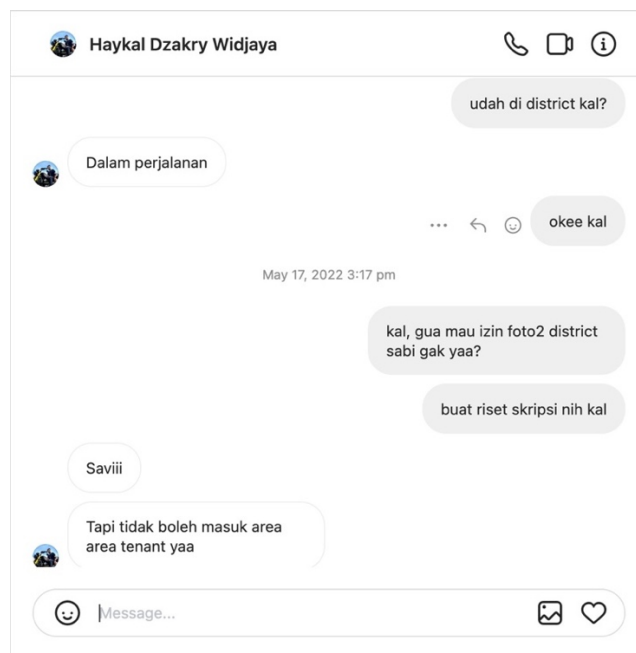 Haykal Dzakry Widjaya
udah di district kal?
Dalam perjalanan
okee kal
May 17, 2022 3:17 pm
kal, gua mau izin foto2 district
sabi gak yaa?
buat riset skripsi nih kal
Saviii
Tapi tidak boleh masuk area
area tenant yaa
Message...